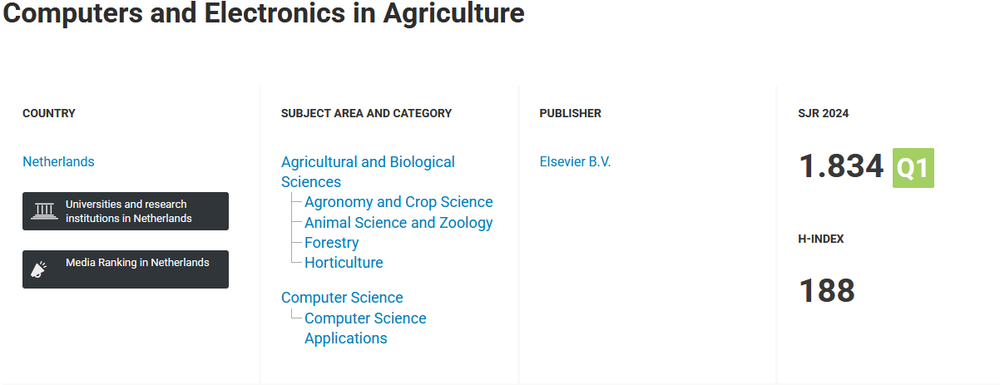 Computers and Electronics in Agriculture
COUNTRY
Netherlands
Universities and research
institutions in Netherlands
Media Ranking in Netherlands
SUBJECT AREA AND CATEGORY
Agricultural and Biological
Sciences
Agronomy and Crop Science
Animal Science and Zoology
Forestry
Horticulture
Computer Science
Computer Science
Applications
PUBLISHER
Elsevier B.V.
SJR 2024
1.834 Q1
H-INDEX
188